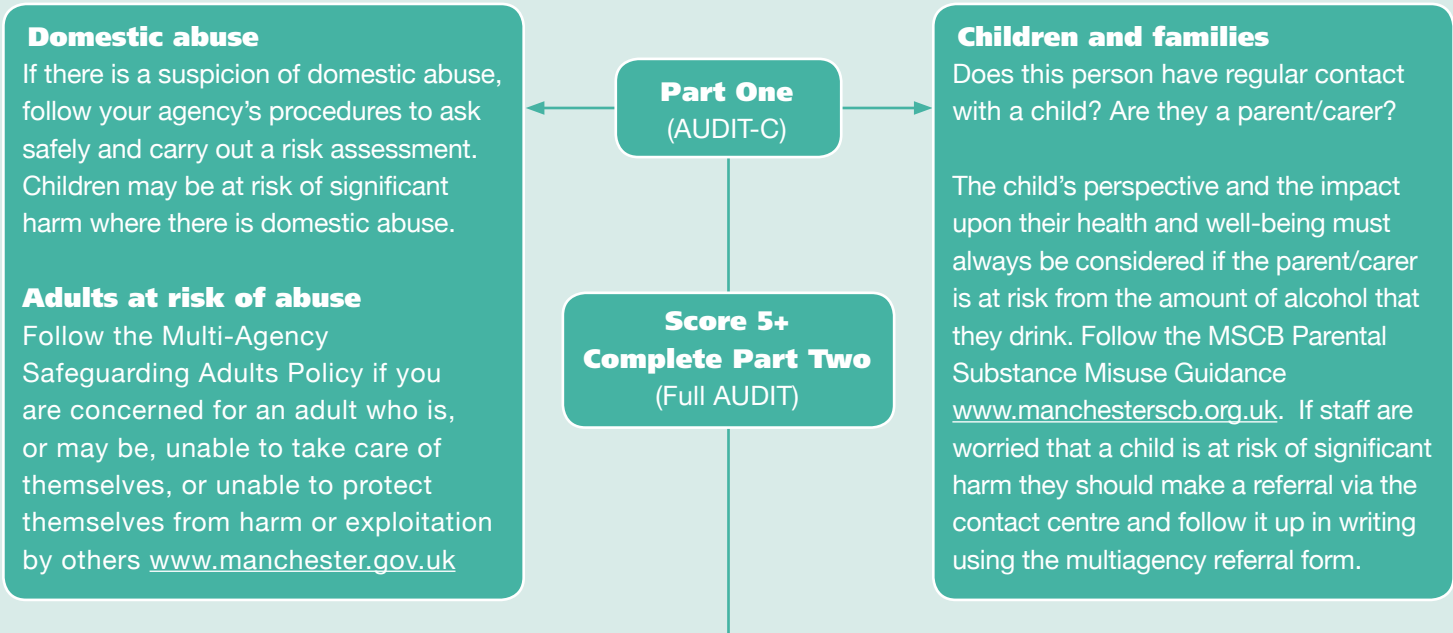 Domestic abuse
If there is a suspicion of domestic abuse,
follow your agency's procedures to ask
safely and carry out a risk assessment.
Children may be at risk of significant
harm where there is domestic abuse.
Adults at risk of abuse
Follow the Multi-Agency
Safeguarding Adults Policy if you
are concerned for an adult who is,
or may be, unable to take care of
themselves, or unable to protect
themselves from harm or exploitation
by others www.manchester.gov.uk
Part One
(AUDIT-C)
Score 5+
Complete Part Two
(Full AUDIT)
Children and families
Does this person have regular contact
with a child? Are they a parent/carer?
The child's perspective and the impact
upon their health and well-being must
always be considered if the parent/carer
is at risk from the amount of alcohol that
they drink. Follow the MSCB Parental
Substance Misuse Guidance
www.manchesterscb.org.uk.  If staff are
worried that a child is at risk of significant
harm they should make a referral via the
contact centre and follow it up in writing
using the multiagency referral form.